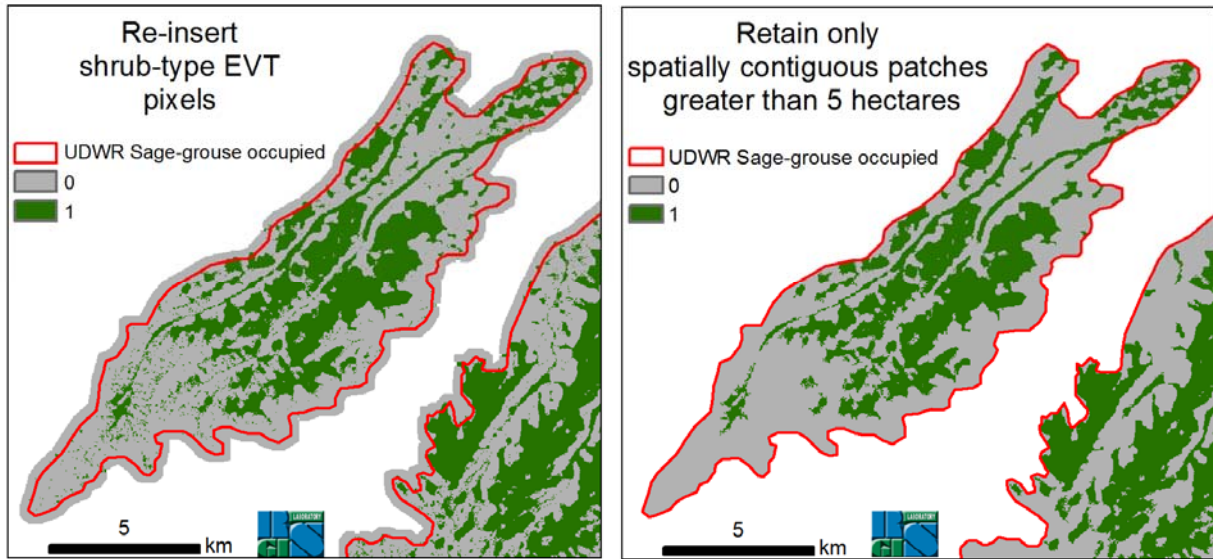 Re-insert
shrub-type EVT
pixels
UDWR Sage-grouse occupied
0
1
5
km
LABORATORY
Retain only
spatially contiguous patches
greater than 5 hectares
UDWR Sage-grouse occupied
0
1
5
km